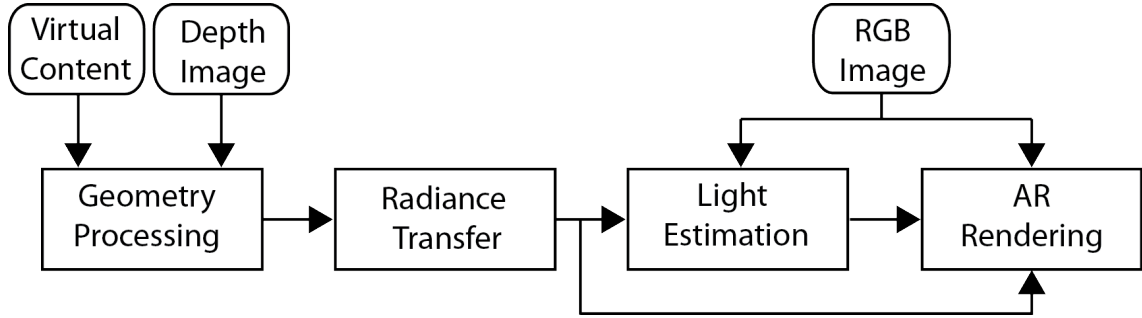 Virtual
Content
Depth
Image
RGB
Image
Geometry
Processing
Radiance
Transfer
Light
Estimation
AR
Rendering